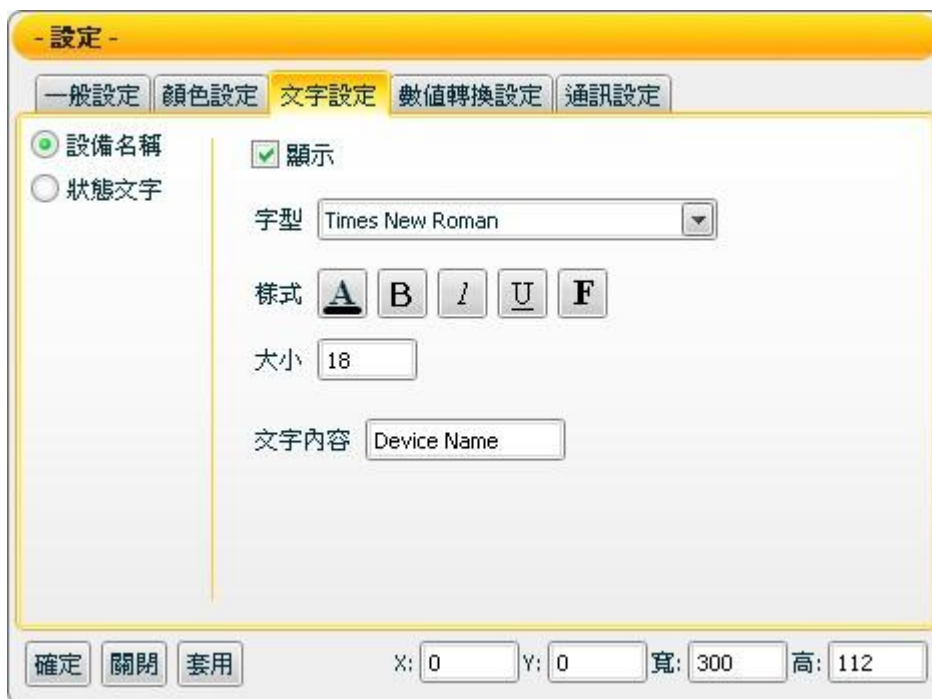 - 設定 -
一般設定 顏色設定 文字設定 數值轉換設定 通訊設定
設備名稱
狀態文字
顯示
字型 Times New Roman
樣式 A B I U F
大小 18
文字內容 Device Name
確定 關閉 套用 X: 0 Y: 0 寬: 300 高: 112